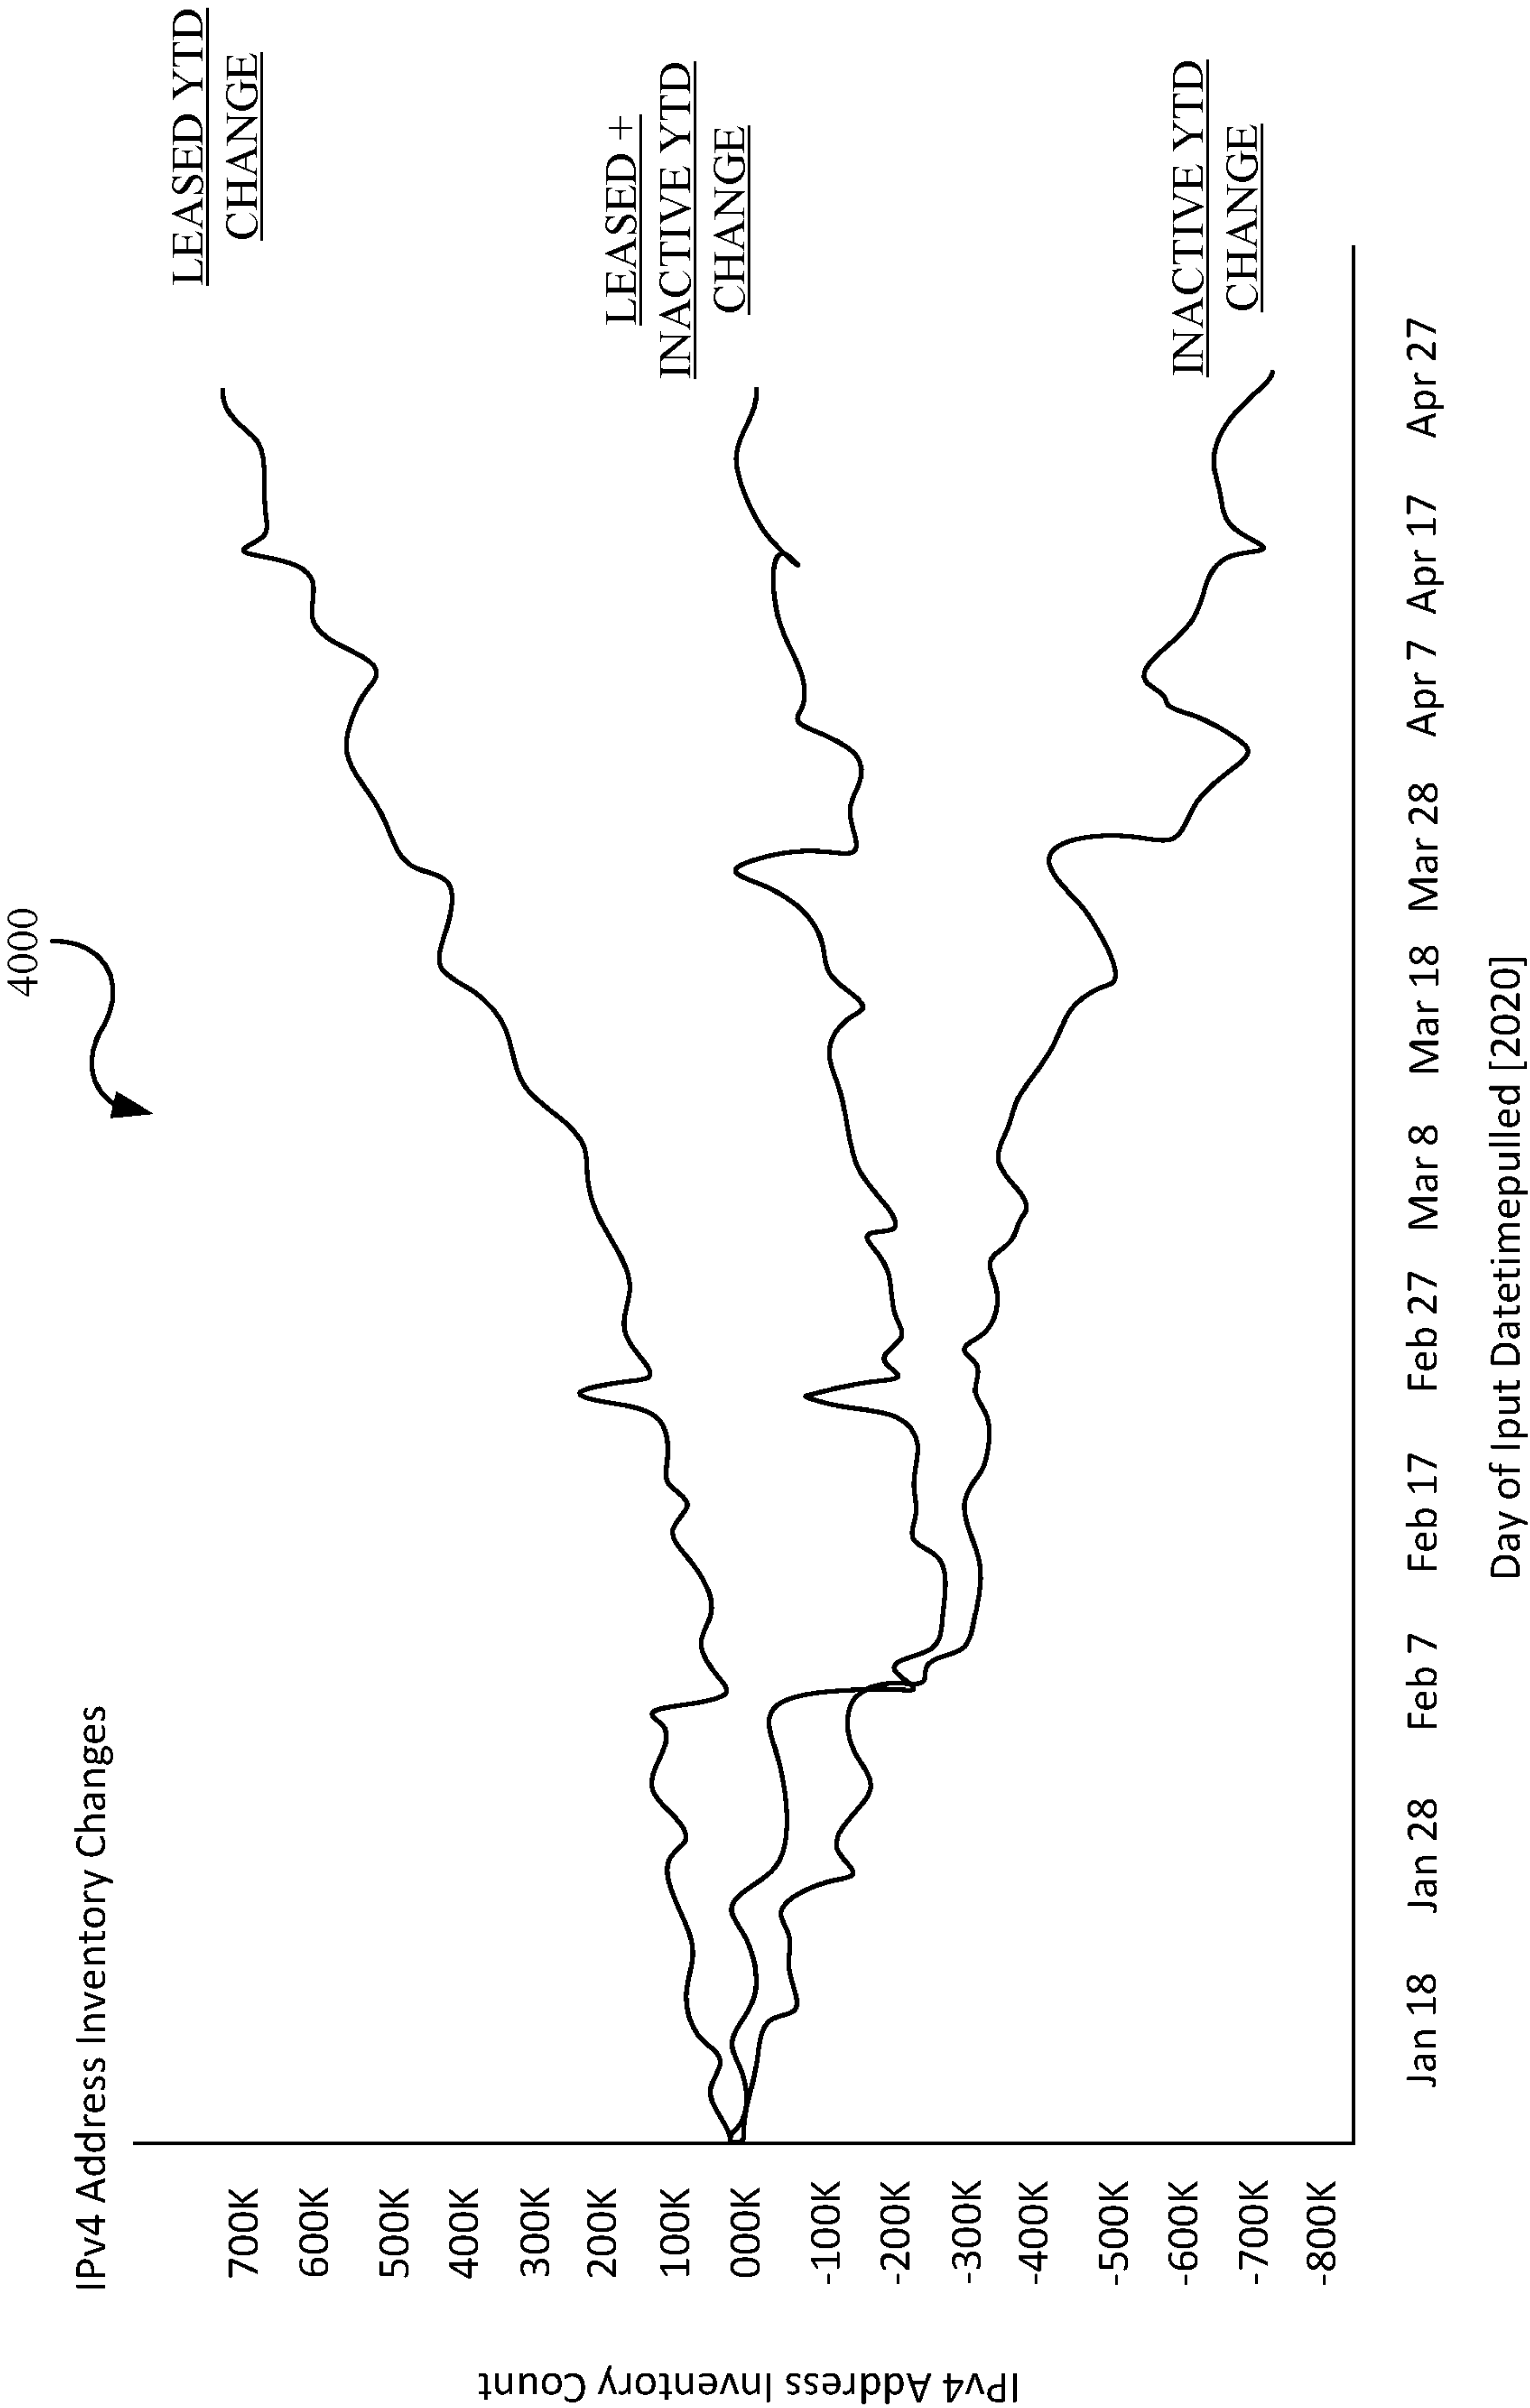 4000
IPv4 Address Inventory Changes
IPv4 Address Inventory Count
700K
600K
500K
400K
300K
200K
100K
000K
-100K
-200K
-300K
-400K
-500K
-600K
-700K
-800K
LEASED YTD
CHANGE
LEASED +
INACTIVE YTD
CHANGE
INACTIVE YTD
CHANGE
Jan 18 Jan 28 Feb 7 Feb 17 Feb 27 Mar 8 Mar 18 Mar 28 Apr 7 Apr 17 Apr 27
Day of Iput Datetimepulled [2020]